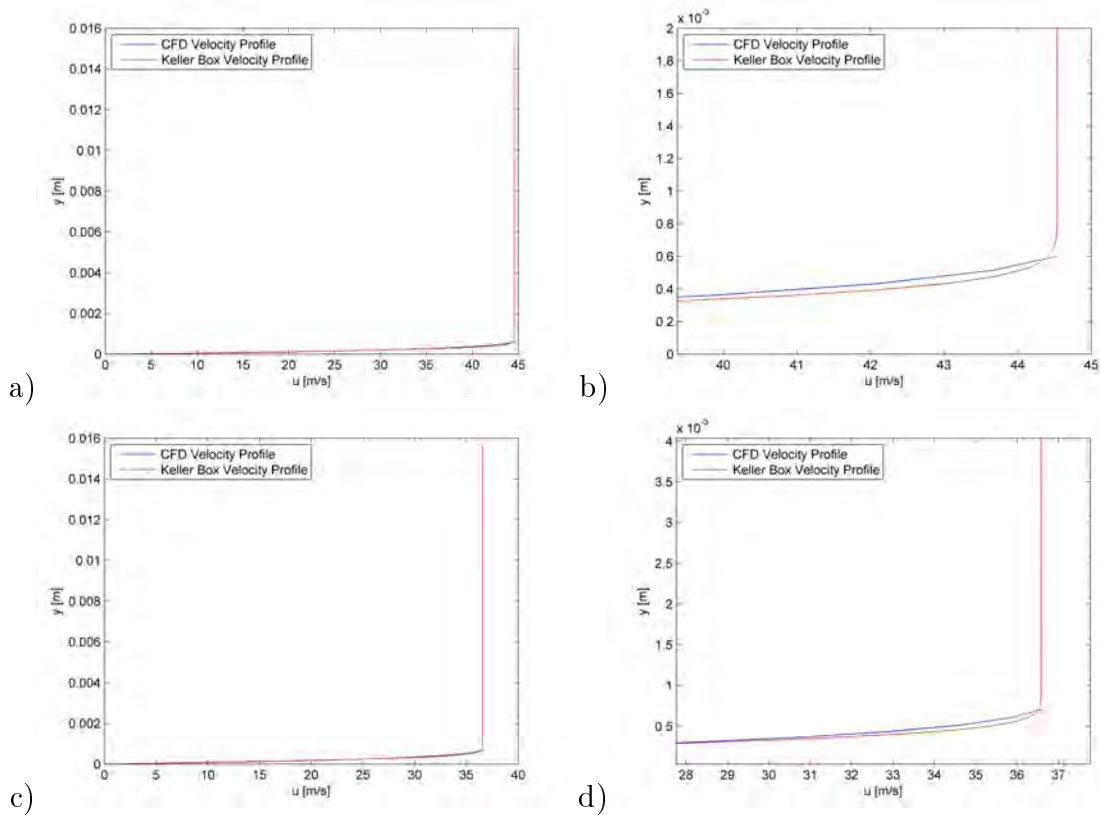 CFD Velocity Profile
Keller Box Velocity Profile
0.016
0.014
0.012
0.01
0.008
0.006
0.004
0.002
0
y [m]
0 5 10 15 20 25 30 35 40 45
u [m/s]
a)
x 10⁻³
CFD Velocity Profile
Keller Box Velocity Profile
2
1.8
1.6
1.4
1.2
1
0.8
0.6
0.4
0.2
0
y [m]
40 41 42 43 44 45
u [m/s]
b)
CFD Velocity Profile
Keller Box Velocity Profile
0.016
0.014
0.012
0.01
0.008
0.006
0.004
0.002
0
y [m]
0 5 10 15 20 25 30 35 40
u [m/s]
c)
x 10⁻³
CFD Velocity Profile
Keller Box Velocity Profile
4
3.5
3
2.5
2
1.5
1
0.5
y [m]
28 29 30 31 32 33 34 35 36 37
u [m/s]
d)